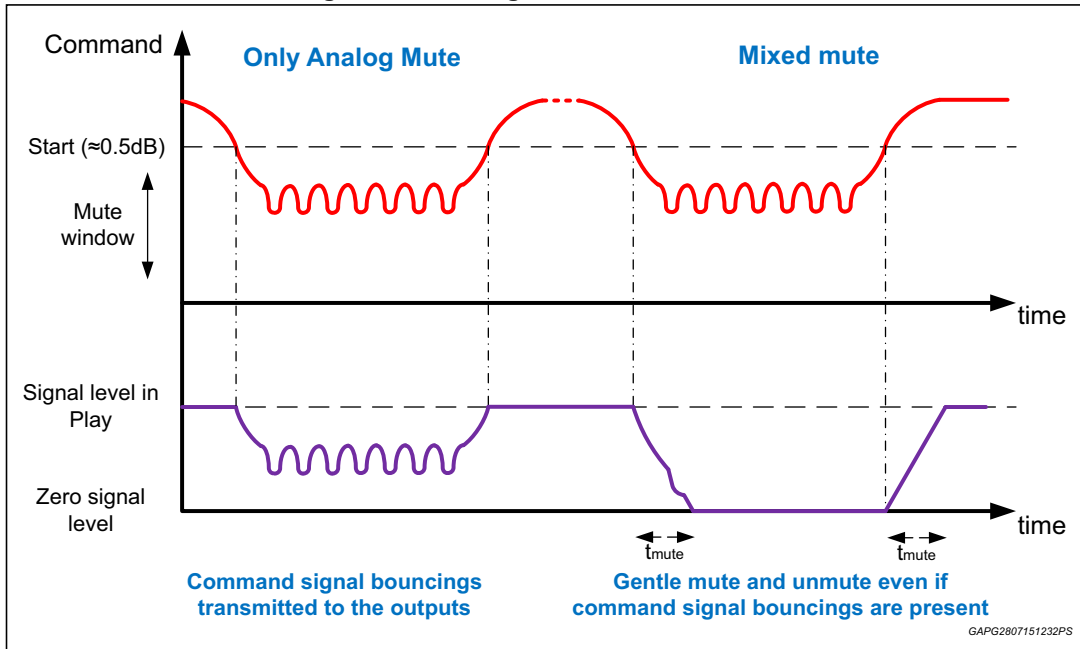 Command
Only Analog Mute
Mixed mute
Start (≈0.5dB)
Mute
window
time
Signal level in
Play
Zero signal
level
time
tmute
tmute
Command signal bouncings
transmitted to the outputs
Gentle mute and unmute even if
command signal bouncings are present
GAPG2807151232PS